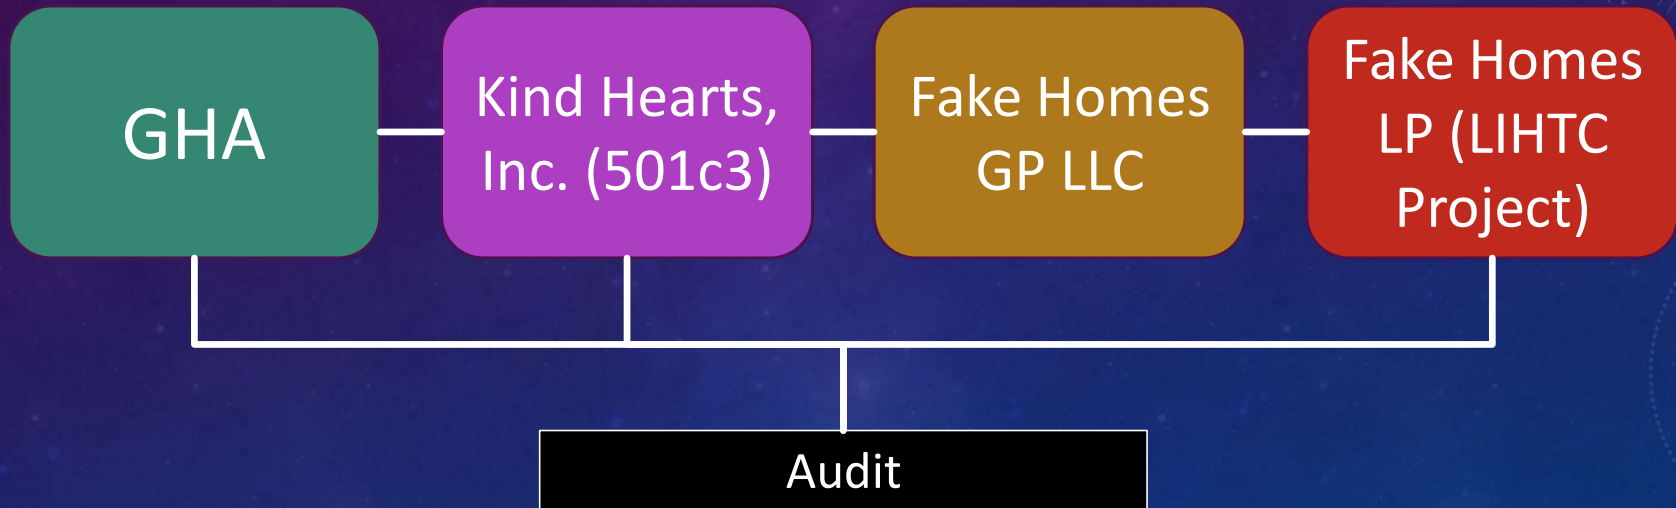 GHA
Kind Hearts,
Inc. (501c3)
Fake Homes
GP LLC
Fake Homes
LP (LIHTC
Project)
Audit